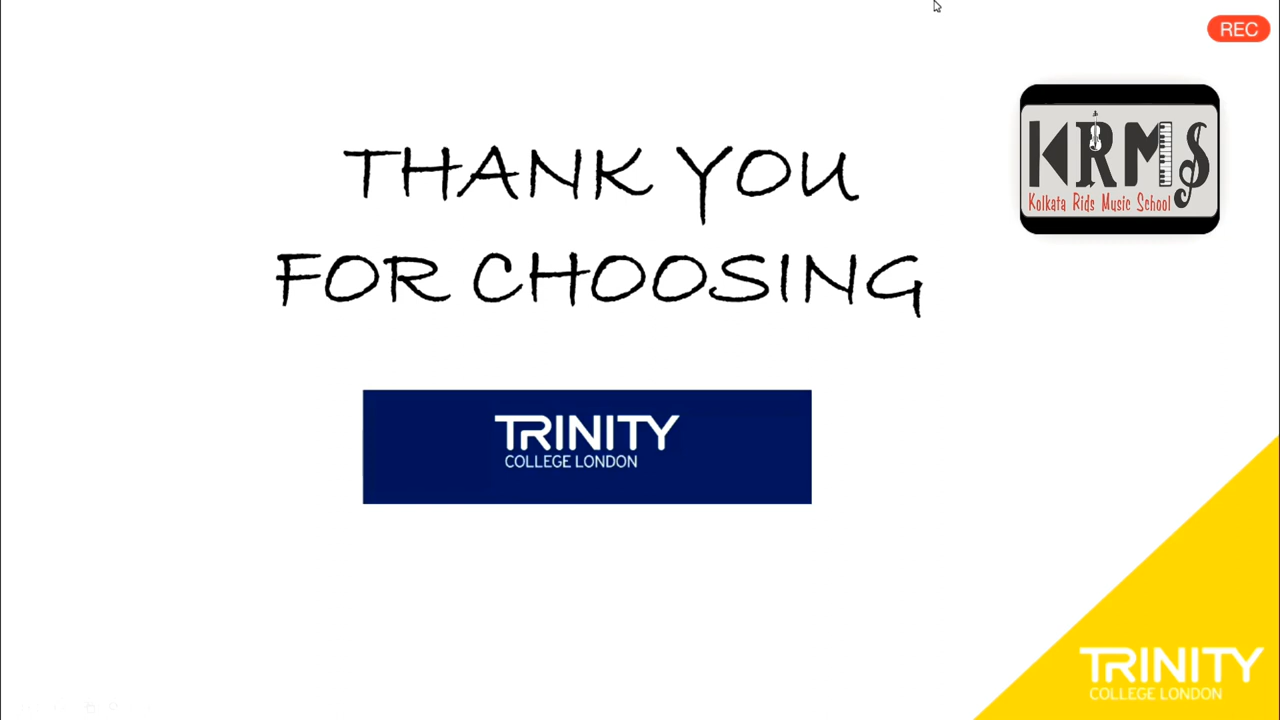 REC
KRMS
Kolkata Rids Music School
THANK YOU
FOR CHOOSING
TRINITY
COLLEGE LONDON
TRINITY
COLLEGE LONDON